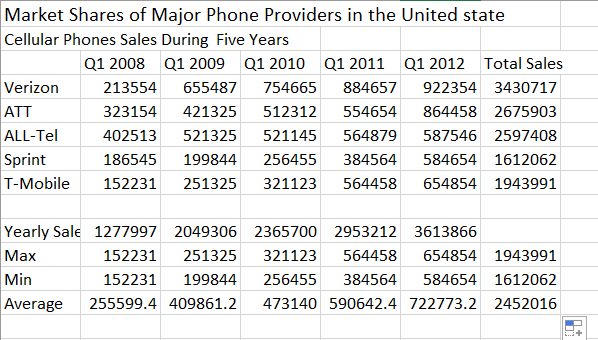 Market Shares of Major Phone Providers in the United state
Cellular Phones Sales During  Five Years
Q1 2008 Q1 2009 Q1 2010 Q1 2011 Q1 2012 Total Sales
Verizon 213554 655487 754665 884657 922354 3430717
ATT 323154 421325 512312 554654 864458 2675903
ALL-Tel 402513 521325 521145 564879 587546 2597408
Sprint 186545 199844 256455 384564 584654 1612062
T-Mobile 152231 251325 321123 564458 654854 1943991
Yearly Sale 1277997 2049306 2365700 2953212 3613866
Max 152231 251325 321123 564458 654854 1943991
Min 152231 199844 256455 384564 584654 1612062
Average 255599.4 409861.2 473140 590642.4 722773.2 2452016